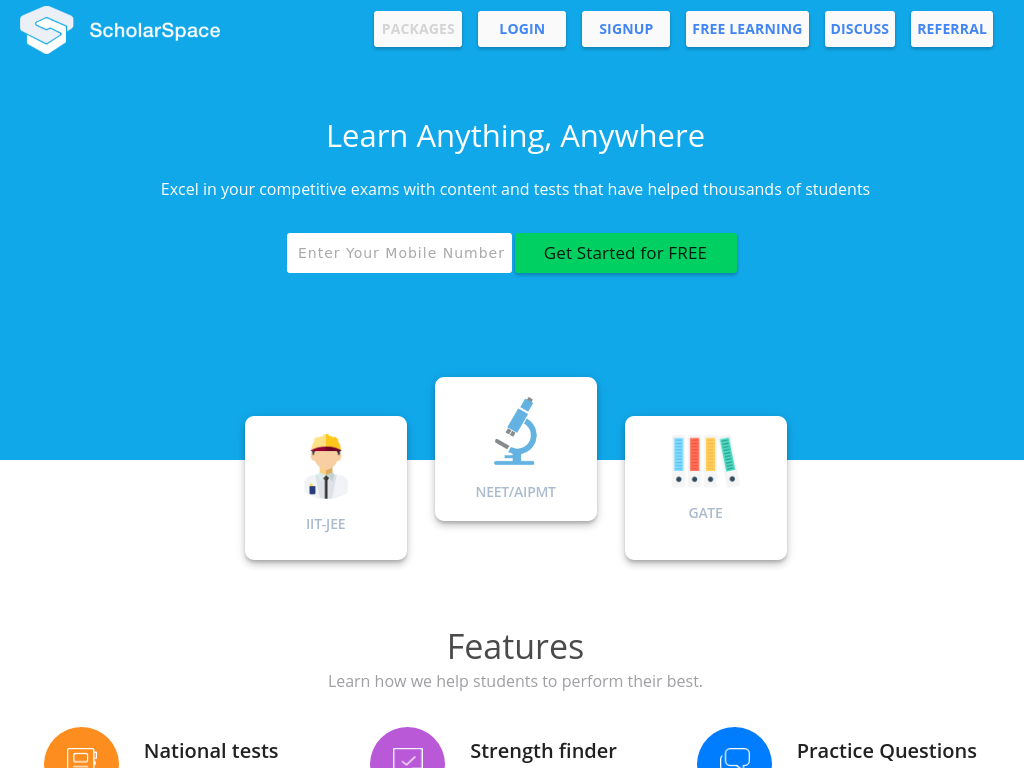 ScholarSpace
PACKAGES
LOGIN
SIGNUP
FREE LEARNING
DISCUSS
REFERRAL
Learn Anything, Anywhere
Excel in your competitive exams with content and tests that have helped thousands of students
Enter Your Mobile Number
Get Started for FREE
IIT-JEE
NEET/AIPMT
GATE
Features
Learn how we help students to perform their best.
National tests
Strength finder
Practice Questions